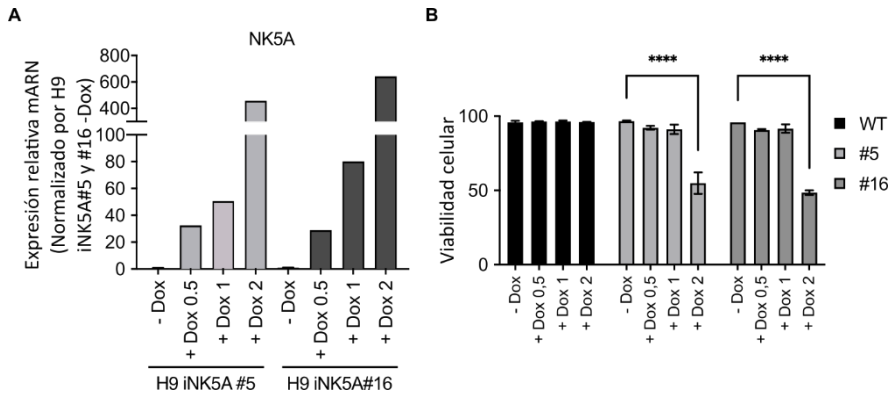 A
NK5A
Expresión relativa mARN
(Normalizado por H9
iNK5A#5 y #16 -Dox)
800
600
400
100
80
60
40
20
0
- Dox
+ Dox 0.5
+ Dox 1
+ Dox 2
- Dox
+ Dox 0.5
+ Dox 1
+ Dox 2
H9 iNK5A #5
H9 iNK5A#16
B
Viabilidad celular
100
50
0
****
****
- Dox
+ Dox 0,5
+ Dox 1
+ Dox 2
- Dox
+ Dox 0,5
+ Dox 1
+ Dox 2
- Dox
+ Dox 0,5
+ Dox 1
+ Dox 2
WT
#5
#16